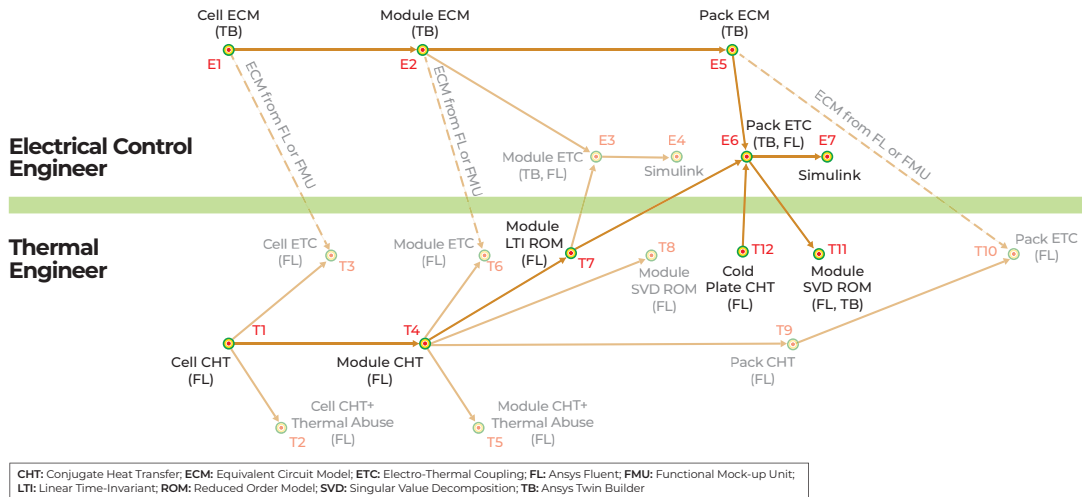 Cell ECM
(TB)
Module ECM
(TB)
Pack ECM
(TB)
E1
E2
E5
ECM from FL or FMU
ECM from FL or FMU
ECM from FL or FMU
Electrical Control
Engineer
Module ETC
(TB, FL)
E3
E4
Simulink
E6
Pack ETC
(TB, FL)
E7
Simulink
Thermal
Engineer
Cell ETC
(FL)
T3
Module ETC
(FL)
T6
Module
LTI ROM
(FL)
T7
T8
Module
SVD ROM
(FL)
T12
Cold
Plate CHT
(FL)
T11
Module
SVD ROM
(FL, TB)
T10
Pack ETC
(FL)
T1
Cell CHT
(FL)
T4
Module CHT
(FL)
T9
Pack CHT
(FL)
Cell CHT+
Thermal Abuse
(FL)
T2
Module CHT+
Thermal Abuse
(FL)
T5
CHT: Conjugate Heat Transfer; ECM: Equivalent Circuit Model; ETC: Electro-Thermal Coupling; FL: Ansys Fluent; FMU: Functional Mock-up Unit;
LTI: Linear Time-Invariant; ROM: Reduced Order Model; SVD: Singular Value Decomposition; TB: Ansys Twin Builder